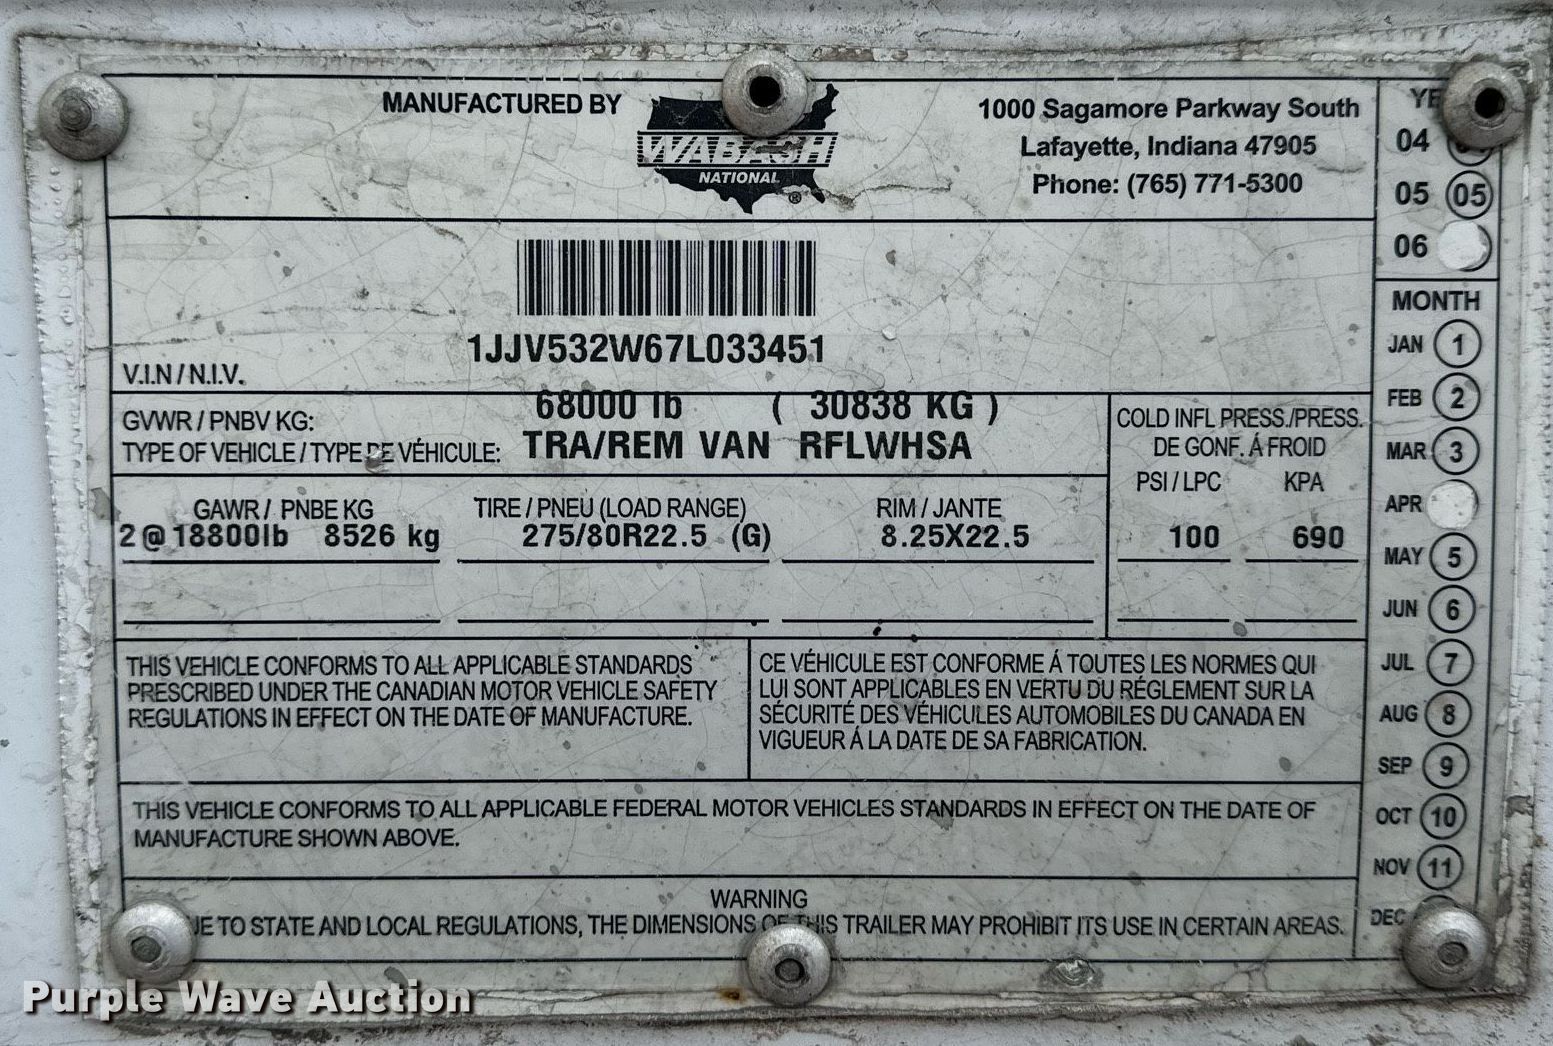 MANUFACTURED BY
WABASH
NATIONAL
®
1000 Sagamore Parkway South
Lafayette, Indiana 47905
Phone: (765) 771-5300
1JJV532W67L033451
V.I.N / N.I.V.
GVWR / PNBV KG: 68000 lb ( 30838 KG )
TYPE OF VEHICLE / TYPE DE VÉHICULE: TRA/REM VAN RFLWHSA
COLD INFL PRESS./PRESS.
DE GONF. Á FROID
PSI / LPC KPA
100 690
GAWR / PNBE KG TIRE / PNEU (LOAD RANGE) RIM / JANTE
2 @ 18800lb 8526 kg 275/80R22.5 (G) 8.25X22.5
THIS VEHICLE CONFORMS TO ALL APPLICABLE STANDARDS
PRESCRIBED UNDER THE CANADIAN MOTOR VEHICLE SAFETY
REGULATIONS IN EFFECT ON THE DATE OF MANUFACTURE.
CE VÉHICULE EST CONFORME Á TOUTES LES NORMES QUI
LUI SONT APPLICABLES EN VERTU DU RÉGLEMENT SUR LA
SÉCURITÉ DES VÉHICULES AUTOMOBILES DU CANADA EN
VIGUEUR Á LA DATE DE SA FABRICATION.
THIS VEHICLE CONFORMS TO ALL APPLICABLE FEDERAL MOTOR VEHICLES STANDARDS IN EFFECT ON THE DATE OF
MANUFACTURE SHOWN ABOVE.
WARNING
TO STATE AND LOCAL REGULATIONS, THE DIMENSIONS OF THIS TRAILER MAY PROHIBIT ITS USE IN CERTAIN AREAS.
04
05 05
06
MONTH
JAN 1
FEB 2
MAR 3
APR
MAY 5
JUN 6
JUL 7
AUG 8
SEP 9
OCT 10
NOV 11
DEC
Purple Wave Auction